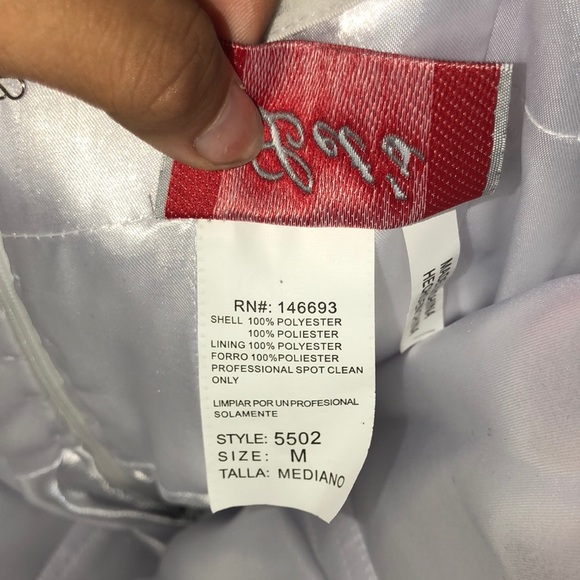 RN#: 146693
SHELL 100% POLYESTER
100% POLIESTER
LINING 100% POLYESTER
FORRO 100%POLIESTER
PROFESSIONAL SPOT CLEAN
ONLY
LIMPIAR POR UN PROFESIONAL
SOLAMENTE
STYLE: 5502
SIZE: M
TALLA: MEDIANO